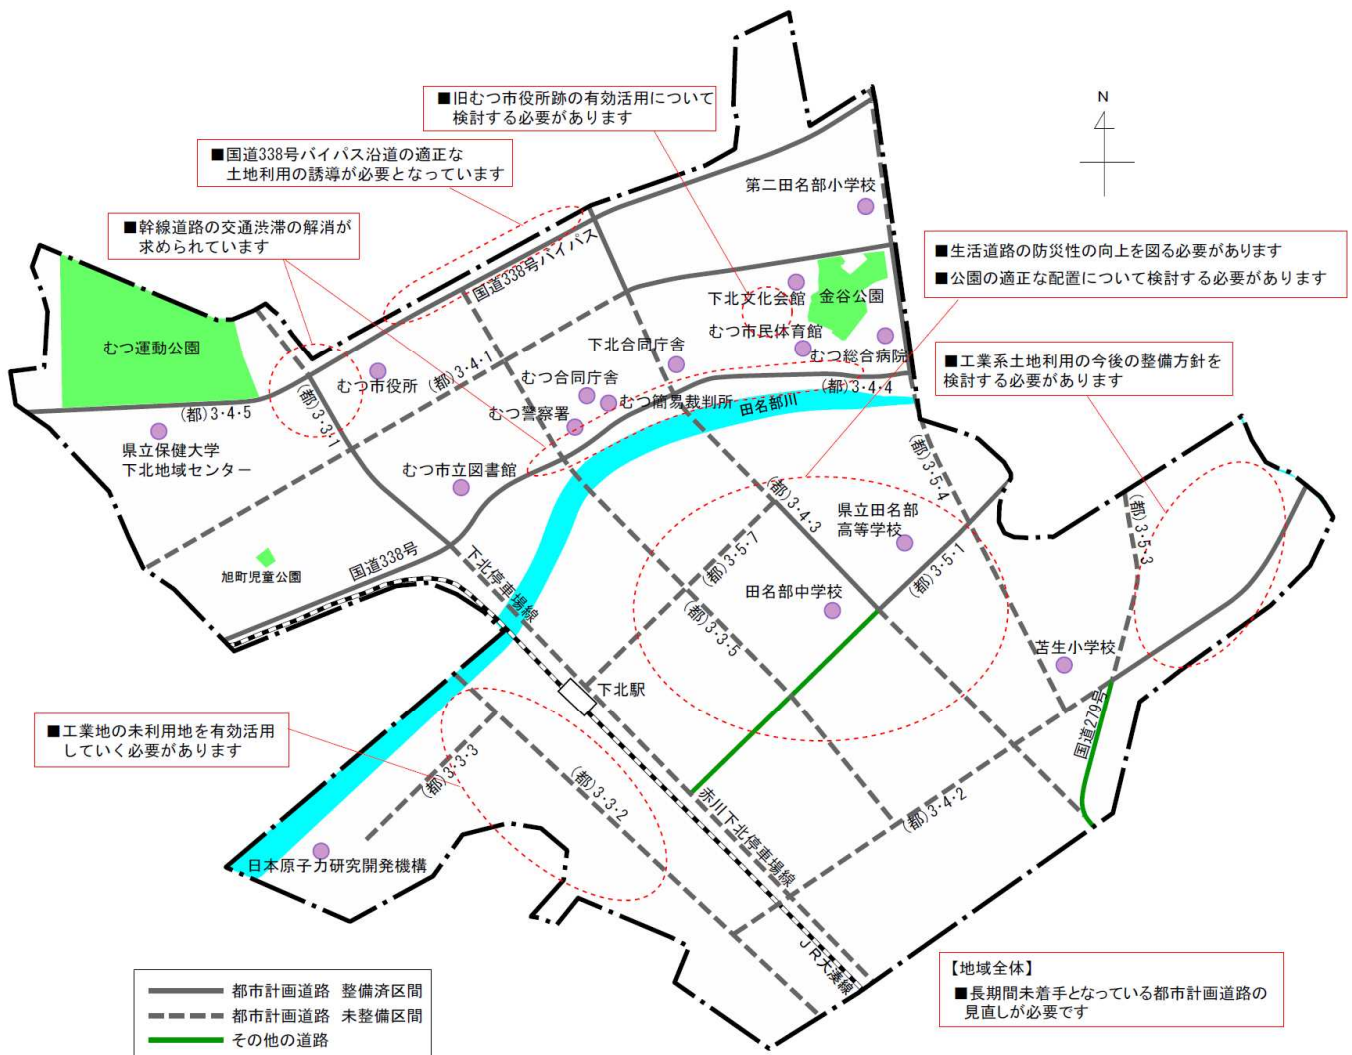 N
■旧むつ市役所跡の有効活用について
検討する必要があります
■国道338号バイパス沿道の適正な
土地利用の誘導が必要となっています
■幹線道路の交通渋滞の解消が
求められています
第二田名部小学校
■生活道路の防災性の向上を図る必要があります
■公園の適正な配置について検討する必要があります
国道338号バイパス
下北文化会館
金谷公園
むつ市民体育館
むつ総合病院
■工業系土地利用の今後の整備方針を
検討する必要があります
むつ運動公園
むつ市役所
(都)3・4・1
下北合同庁舎
むつ合同庁舎
むつ簡易裁判所
むつ警察署
田名部川
(都)3・4・4
(都)3・4・5
(都)3・3・1
県立保健大学
下北地域センター
むつ市立図書館
(都)3・5・4
(都)3・4・3
県立田名部
高等学校
(都)3・5・3
(都)3・5・1
(都)3・5・7
国道338号
旭町児童公園
下北停車場線
田名部中学校
(都)3・3・5
苫生小学校
下北駅
国道279号
■工業地の未利用地を有効活用
していく必要があります
(都)3・3・3
(都)3・3・2
(都)3・4・2
赤川下北停車場線
日本原子力研究開発機構
JR大湊線
【地域全体】
■長期間未着手となっている都市計画道路の
見直しが必要です
都市計画道路 整備済区間
都市計画道路 未整備区間
その他の道路